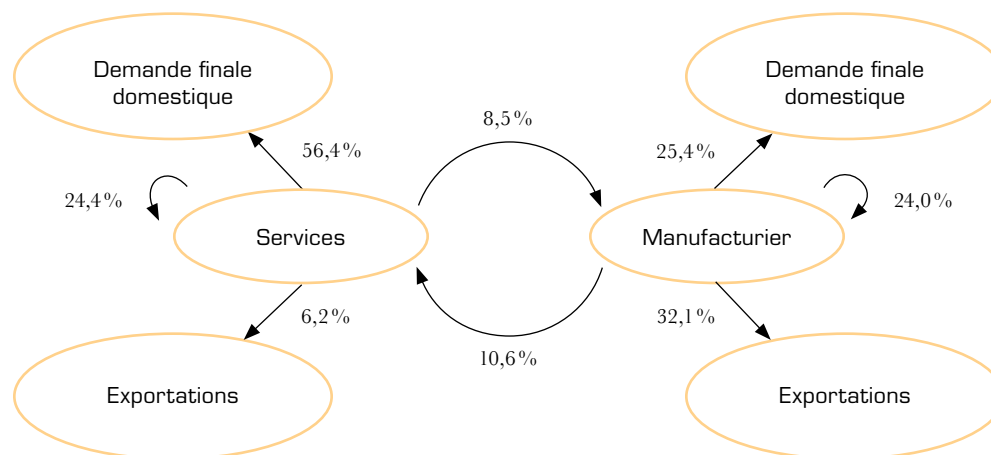 Demande finale
domestique
Demande finale
domestique
8,5 %
56,4 %
25,4 %
24,4 %
24,0 %
Services
Manufacturier
6,2 %
32,1 %
10,6 %
Exportations
Exportations